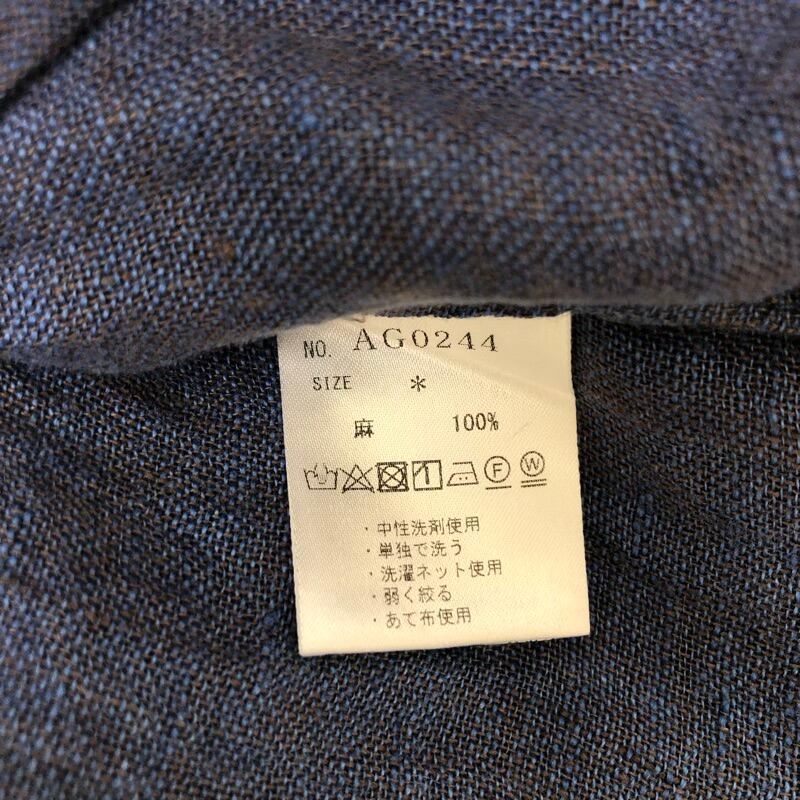 NO. AG0244
SIZE *
麻 100%
F W
・中性洗剤使用
・単独で洗う
・洗濯ネット使用
・弱く絞る
・あて布使用